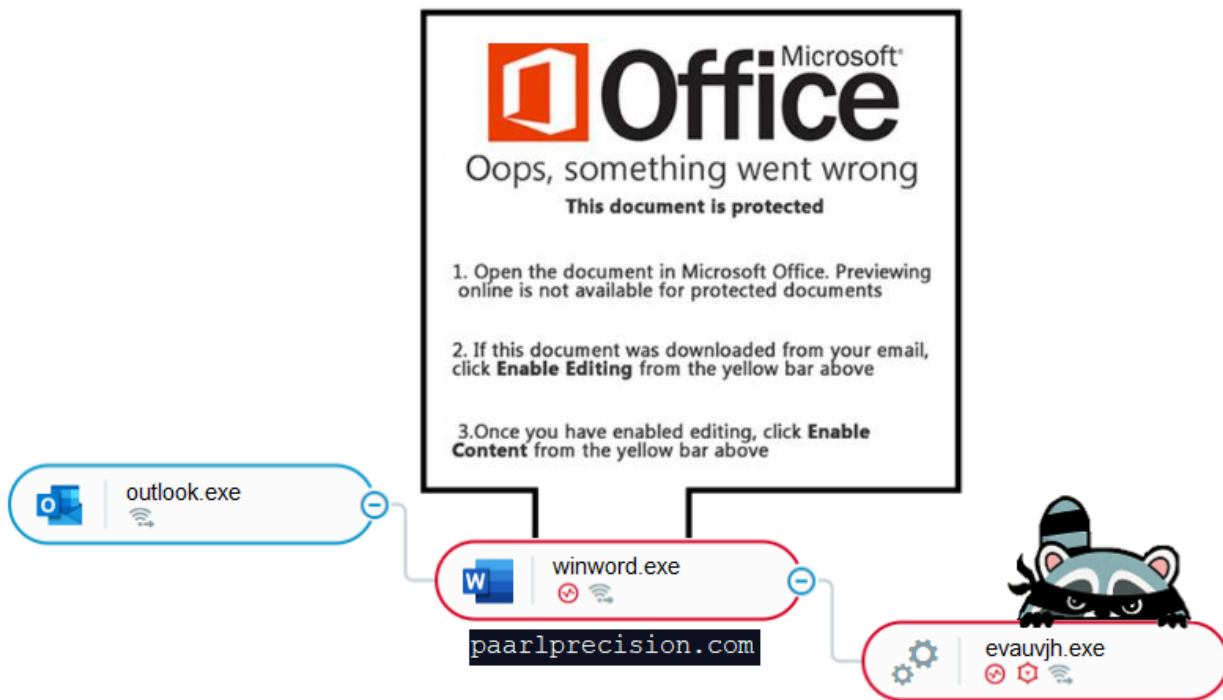 Microsoft®
Office
Oops, something went wrong
This document is protected
1. Open the document in Microsoft Office. Previewing
online is not available for protected documents
2. If this document was downloaded from your email,
click Enable Editing from the yellow bar above
3.Once you have enabled editing, click Enable
Content from the yellow bar above
outlook.exe
winword.exe
paarlprecision.com
evauvjh.exe